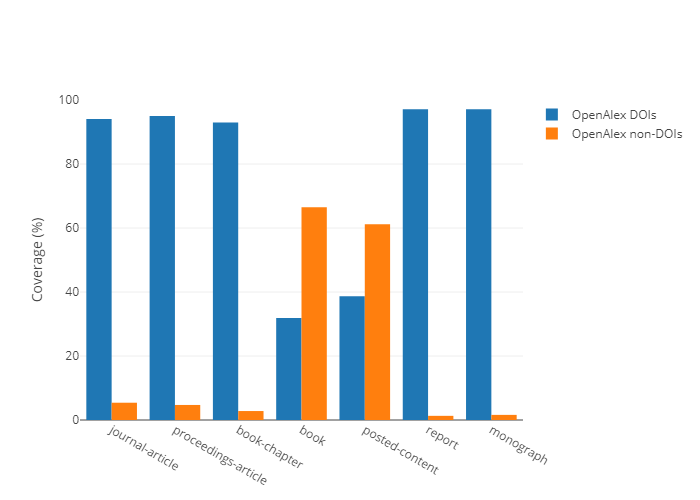 100
80
60
40
20
0
Coverage (%)
journal-article
proceedings-article
book-chapter
book
posted-content
report
monograph
OpenAlex DOIs
OpenAlex non-DOIs